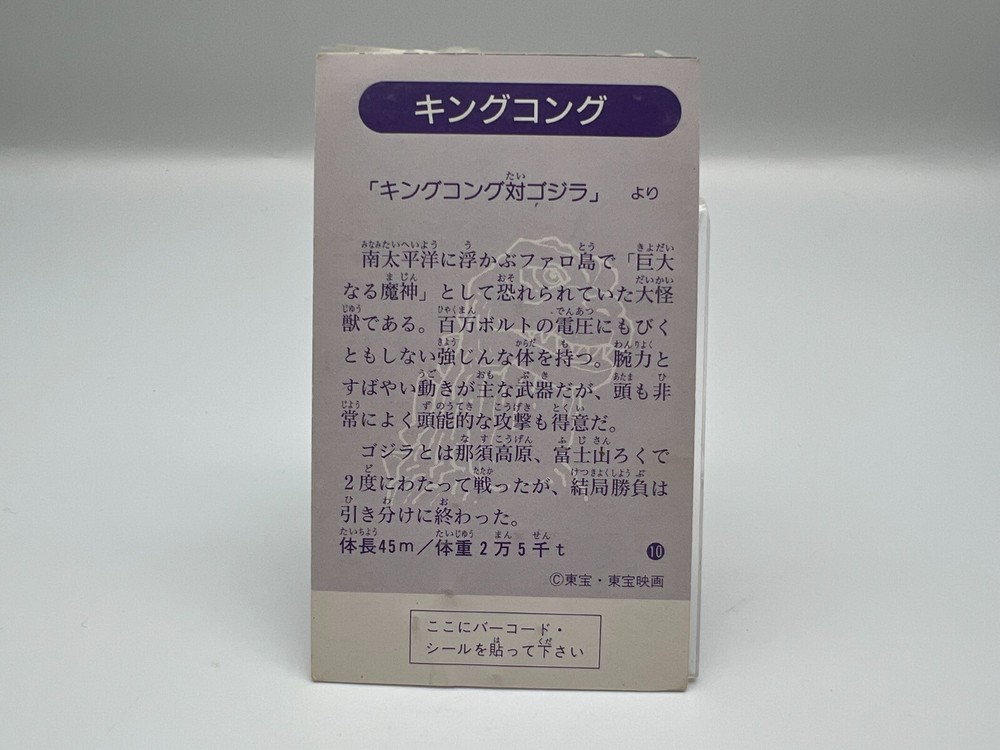 キングコング
「キングコング対ゴジラ」 より
南太平洋に浮かぶファロ島で「巨大
なる魔神」として恐れられていた大怪
獣である。百万ボルトの電圧にもびく
ともしない強じんな体を持つ。腕力と
すばやい動きが主な武器だが、頭も非
常によく頭能的な攻撃も得意だ。
ゴジラとは那須高原、富士山ろくで
2度にわたって戦ったが、結局勝負は
引き分けに終わった。
体長45m/体重2万5千t ❿
©東宝・東宝映画
ここにバーコード・
シールを貼って下さい